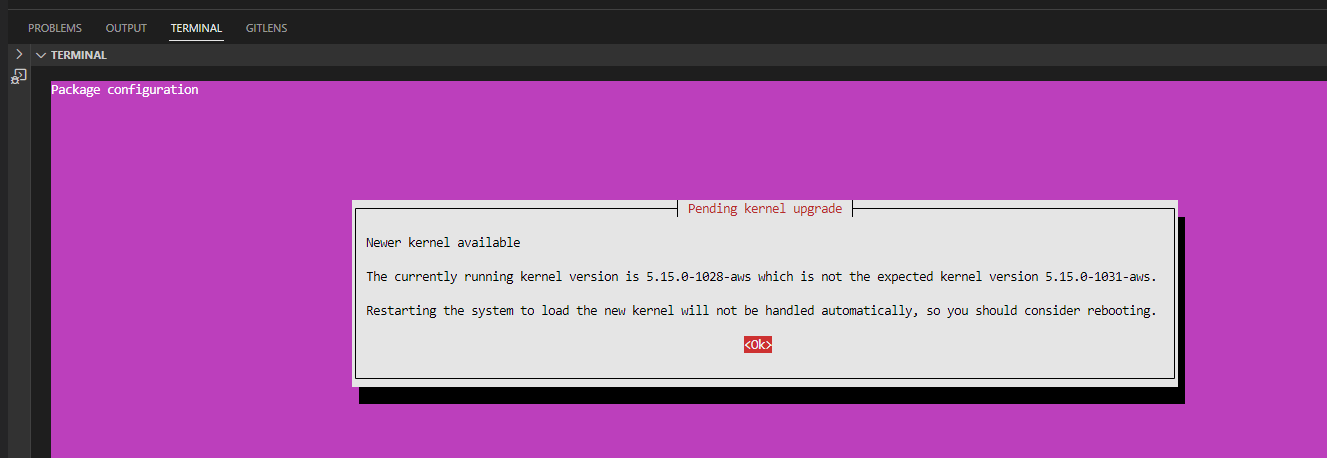 PROBLEMS OUTPUT TERMINAL GITLENS
TERMINAL
Package configuration
Pending kernel upgrade
Newer kernel available
The currently running kernel version is 5.15.0-1028-aws which is not the expected kernel version 5.15.0-1031-aws.
Restarting the system to load the new kernel will not be handled automatically, so you should consider rebooting.
<Ok>